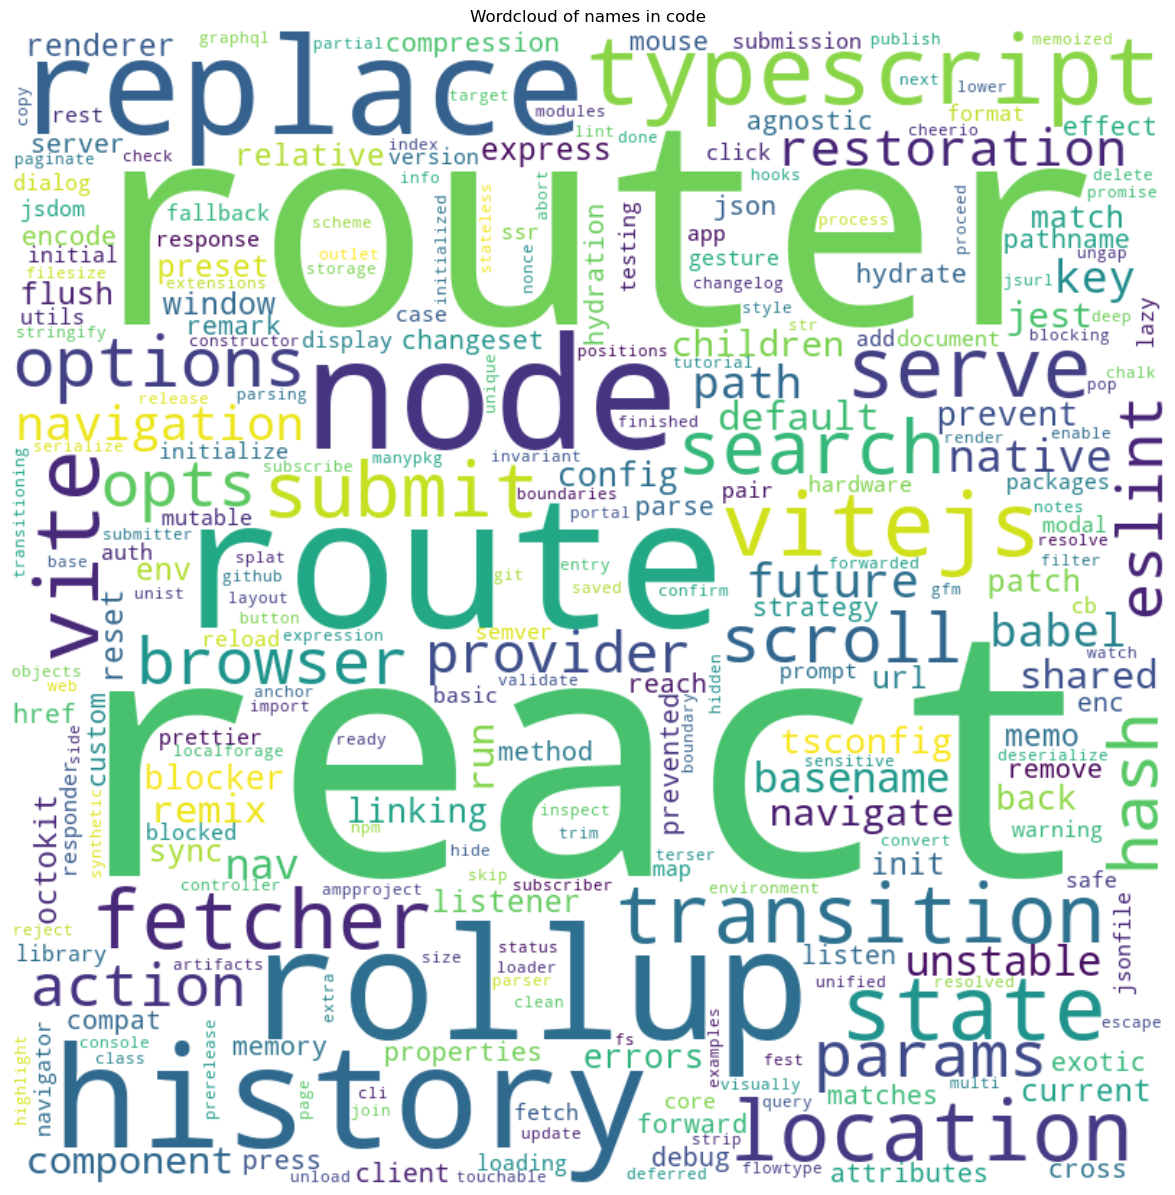 Wordcloud of names in code
renderer
graphql
partial
compression
mouse
submission
publish
memoized
replace
typescript
copy
rest
target
modules
next
lower
format
agnostic
effect
server
paginate
check
relative
index
version
express
lint
done
click
cheerio
restoration
dialog
info
hooks
delete
promise
router
jsdom
fallback
scheme
initialized
stateless
abort
ssr
nonce
hydration
testing
json
app
process
proceed
match
pathname
encode
response
outlet
initial
preset
storage
gesture
hydrate
ungap
filesize
extensions
changelog
jsurl
key
flush
window
utils
remark
case
style
jest
deep
lazy
stringify
constructor
display
changeset
positions
children
str
add
document
blocking
options
node
unique
tutorial
path
serve
pop
chalk
release
parsing
navigation
finished
default
prevent
serialize
initialize
subscribe
manypkg
invariant
search
render
enable
native
eslint
transitioning
vite
opts
submit
boundaries
config
pair
hardware
packages
mutable
portal
parse
vitejs
notes
modal
submitter
auth
resolve
base
splat
route
entry
forwarded
filter
env
github
git
saved
confirm
future
gfm
patch
unist
layout
strategy
cb
button
reset
reload
expression
semver
scroll
babel
browser
provider
watch
objects
web
validate
reach
prompt
url
shared
anchor
import
basic
hidden
enc
href
custom
react
prettier
ready
run
method
prevented
boundary
tsconfig
memo
hash
side
localforage
sensitive
deserialize
blocker
basename
remove
remix
linking
inspect
navigate
back
responder
synthetic
blocked
npm
trim
warning
octokit
sync
hide
terser
convert
nav
map
init
controller
ampproject
skip
subscriber
environment
safe
fetcher
listener
transition
reject
jsonfile
library
artifacts
status
size
loader
listen
unstable
action
rollup
parser
unified
resolved
extra
clean
state
compat
escape
console
prerelease
memory
fs
examples
class
properties
errors
params
highlight
navigator
history
fest
exotic
visually
multi
cli
page
join
core
matches
current
query
fetch
update
forward
location
strip
component
press
client
loading
debug
flowtype
attributes
cross
unload
touchable
deferred